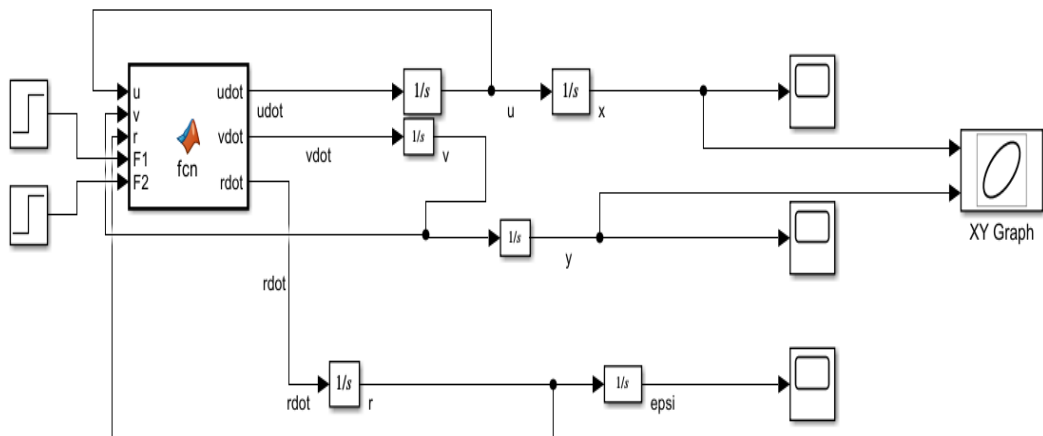 u
v
r
F1
F2
fcn
udot
vdot
rdot
udot
vdot
1/s
1/s
v
u
1/s
x
XY Graph
1/s
y
rdot
rdot
1/s
r
1/s
epsi